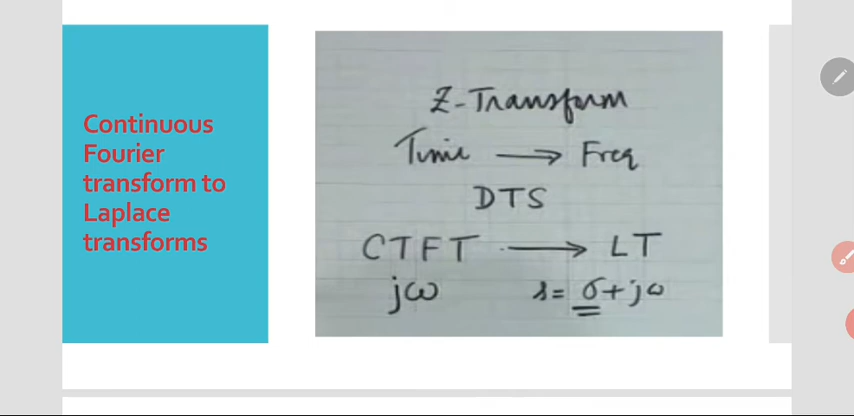 Continuous
Fourier
transform to
Laplace
transforms
Z-Transform
Time → Freq
DTS
CTFT → LT
jω s = σ + jω